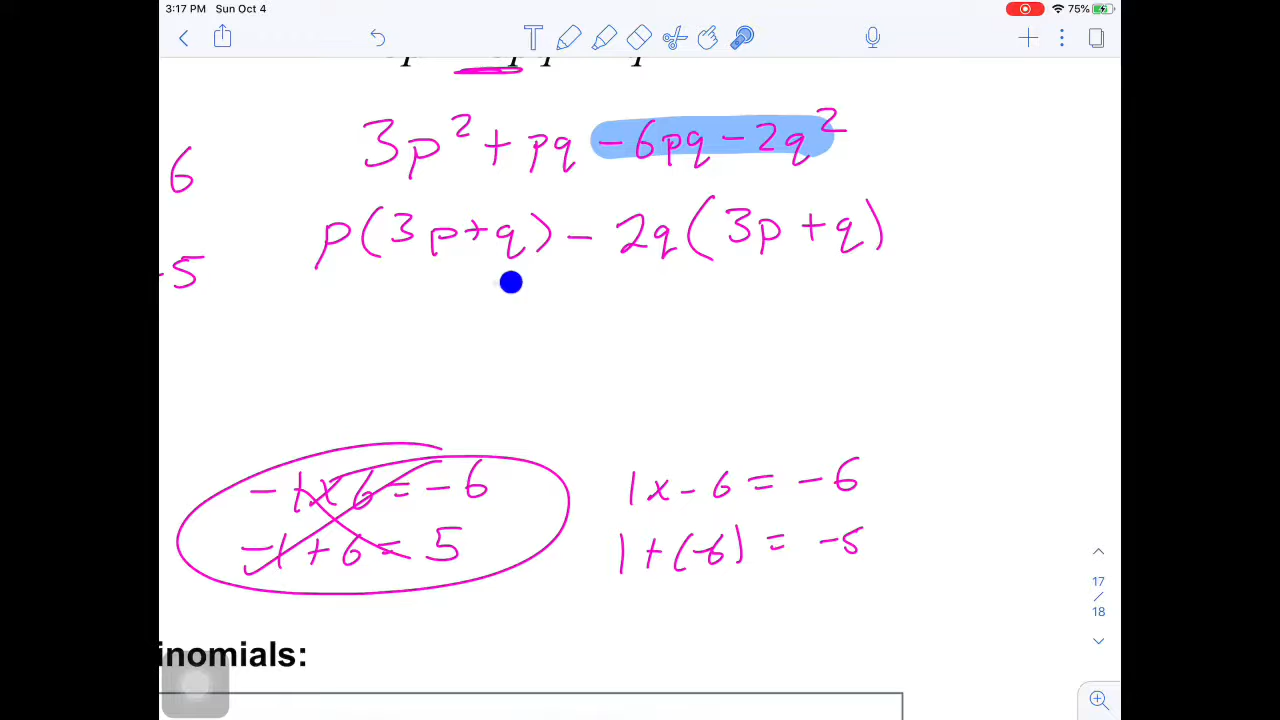 3:17 PM Sun Oct 4
75%
T
3p² + pq - 6pq - 2q²
6
p(3p+q) - 2q(3p+q)
-5
-1x6 = -6
1x-6 = -6
-1+6 = 5
1+(-6) = -5
17
/
18
inomials: